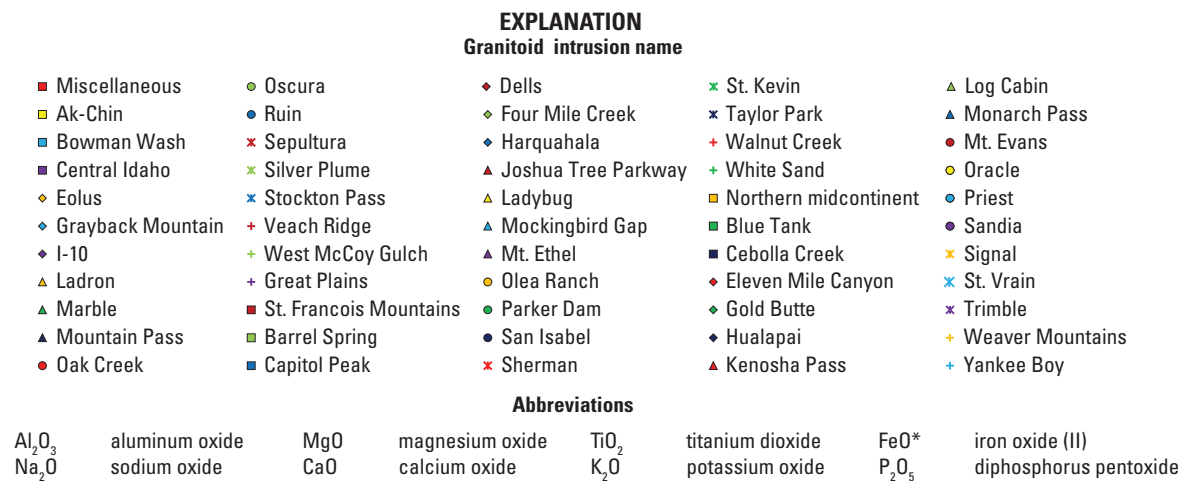 EXPLANATION
Granitoid intrusion name
Miscellaneous Oscura Dells St. Kevin Log Cabin
Ak-Chin Ruin Four Mile Creek Taylor Park Monarch Pass
Bowman Wash Sepultura Harquahala Walnut Creek Mt. Evans
Central Idaho Silver Plume Joshua Tree Parkway White Sand Oracle
Eolus Stockton Pass Ladybug Northern midcontinent Priest
Grayback Mountain Veach Ridge Mockingbird Gap Blue Tank Sandia
I-10 West McCoy Gulch Mt. Ethel Cebolla Creek Signal
Ladron Great Plains Olea Ranch Eleven Mile Canyon St. Vrain
Marble St. Francois Mountains Parker Dam Gold Butte Trimble
Mountain Pass Barrel Spring San Isabel Hualapai Weaver Mountains
Oak Creek Capitol Peak Sherman Kenosha Pass Yankee Boy
Abbreviations
Al₂O₃ aluminum oxide MgO magnesium oxide TiO₂ titanium dioxide FeO* iron oxide (II)
Na₂O sodium oxide CaO calcium oxide K₂O potassium oxide P₂O₅ diphosphorus pentoxide